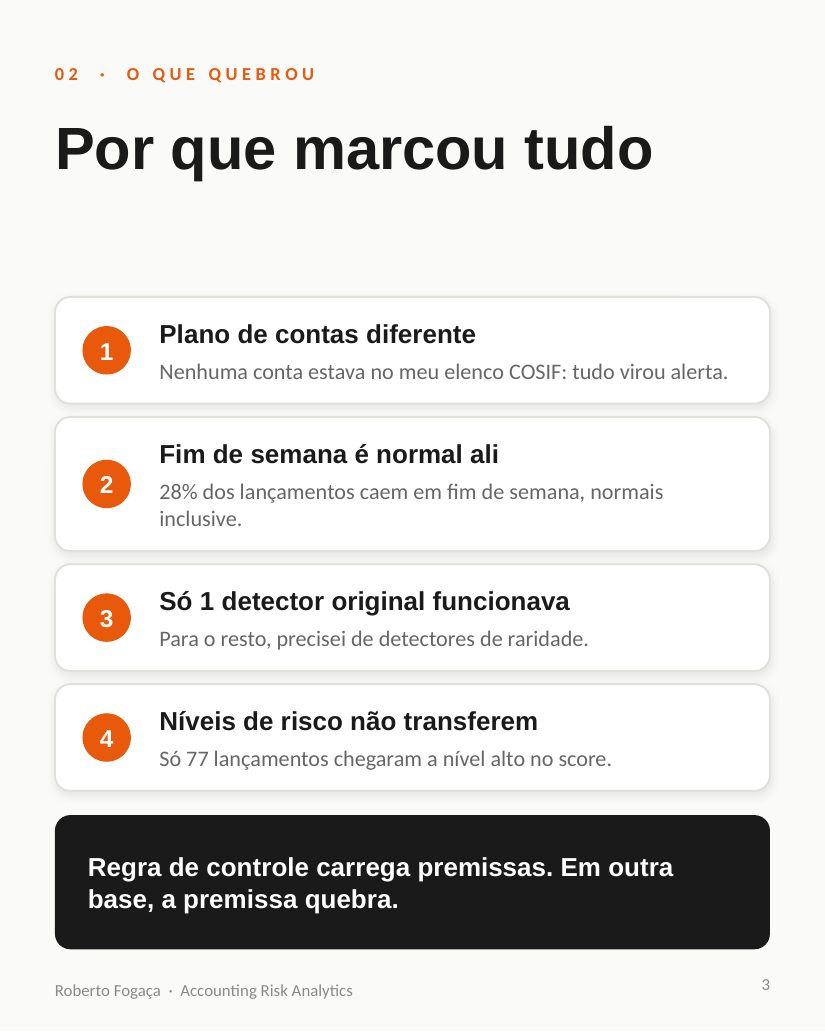 02 · O QUE QUEBROU
Por que marcou tudo
1
Plano de contas diferente
Nenhuma conta estava no meu elenco COSIF: tudo virou alerta.
2
Fim de semana é normal ali
28% dos lançamentos caem em fim de semana, normais
inclusive.
3
Só 1 detector original funcionava
Para o resto, precisei de detectores de raridade.
4
Níveis de risco não transferem
Só 77 lançamentos chegaram a nível alto no score.
Regra de controle carrega premissas. Em outra
base, a premissa quebra.
Roberto Fogaça · Accounting Risk Analytics
3